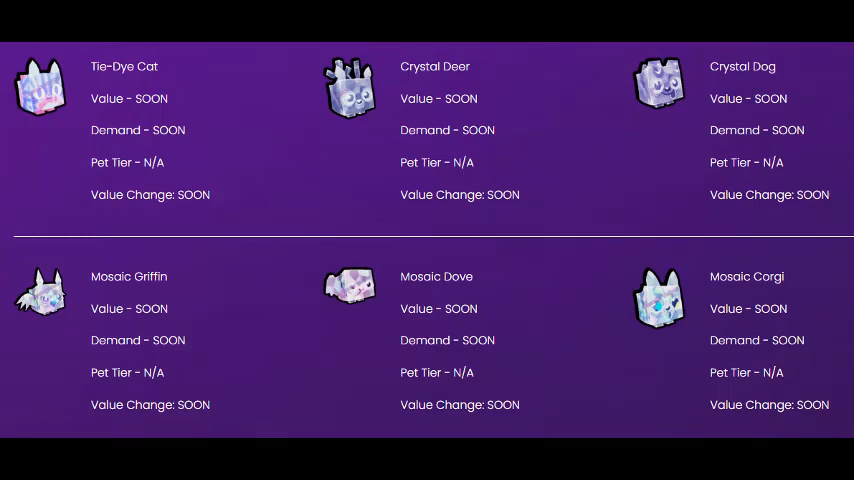 Tie-Dye Cat
Value - SOON
Demand - SOON
Pet Tier - N/A
Value Change: SOON
Crystal Deer
Value - SOON
Demand - SOON
Pet Tier - N/A
Value Change: SOON
Crystal Dog
Value - SOON
Demand - SOON
Pet Tier - N/A
Value Change: SOON
Mosaic Griffin
Value - SOON
Demand - SOON
Pet Tier - N/A
Value Change: SOON
Mosaic Dove
Value - SOON
Demand - SOON
Pet Tier - N/A
Value Change: SOON
Mosaic Corgi
Value - SOON
Demand - SOON
Pet Tier - N/A
Value Change: SOON